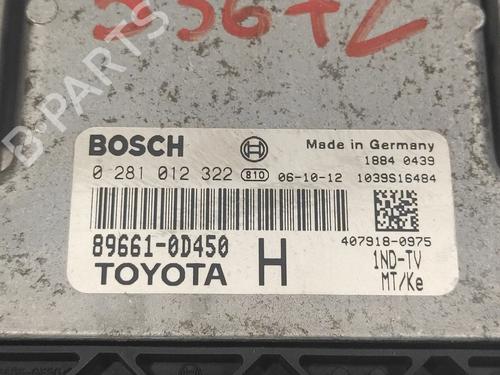 BOSCH
Made in Germany
1884 0439
0 281 012 322 810 06-10-12 1039S16484
407918-0975
89661-0D450
TOYOTA
H
1ND-TV
MT/Ke
B-Parts